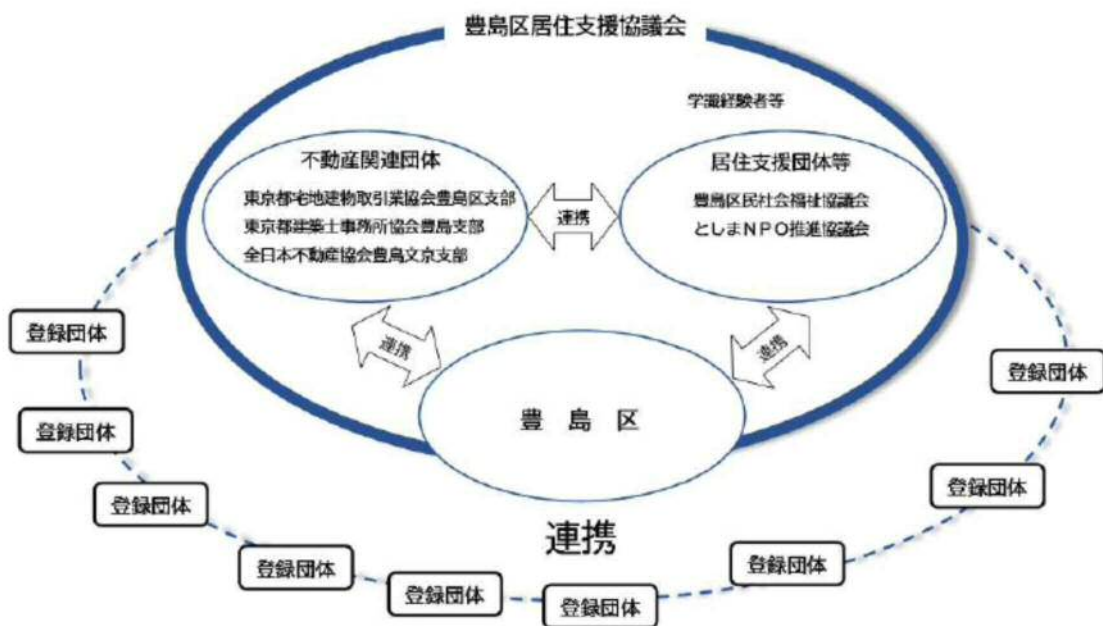 豊島区居住支援協議会
学識経験者等
不動産関連団体
東京都宅地建物取引業協会豊島区支部
東京都建築士事務所協会豊島支部
全日本不動産協会豊島文京支部
連携
居住支援団体等
豊島区民社会福祉協議会
としまNPO推進協議会
連携
連携
豊島区
連携
登録団体
登録団体
登録団体
登録団体
登録団体
登録団体
登録団体
登録団体
登録団体